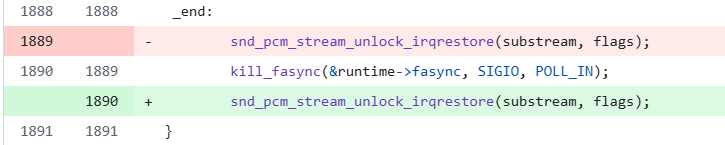 1888 1888 _end:
1889 - snd_pcm_stream_unlock_irqrestore(substream, flags);
1890 1889 kill_fasync(&runtime->fasync, SIGIO, POLL_IN);
1890 + snd_pcm_stream_unlock_irqrestore(substream, flags);
1891 1891 }